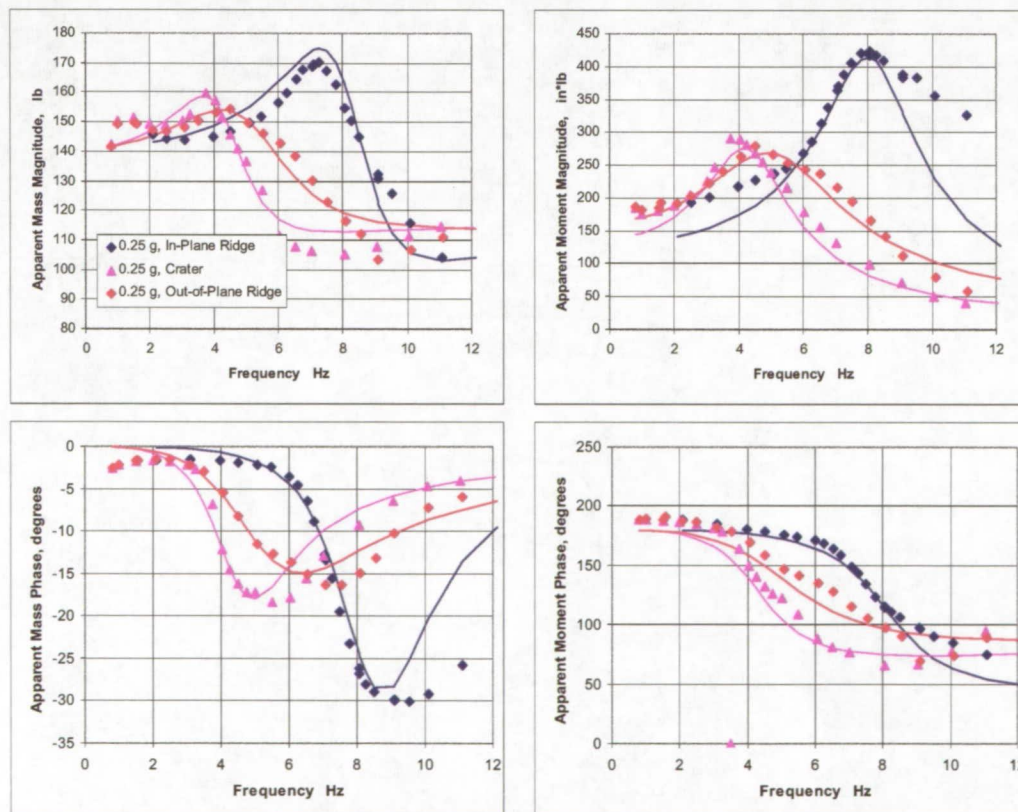 180
170
160
150
140
130
120
110
100
90
80
Apparent Mass Magnitude, lb
0.25 g, In-Plane Ridge
0.25 g, Crater
0.25 g, Out-of-Plane Ridge
0 2 4 6 8 10 12
Frequency Hz
450
400
350
300
250
200
150
100
50
0
Apparent Moment Magnitude, in*lb
0 2 4 6 8 10 12
Frequency Hz
0
-5
-10
-15
-20
-25
-30
-35
Apparent Mass Phase, degrees
0 2 4 6 8 10 12
Frequency Hz
250
200
150
100
50
0
Apparent Moment Phase, degrees
0 2 4 6 8 10 12
Frequency Hz